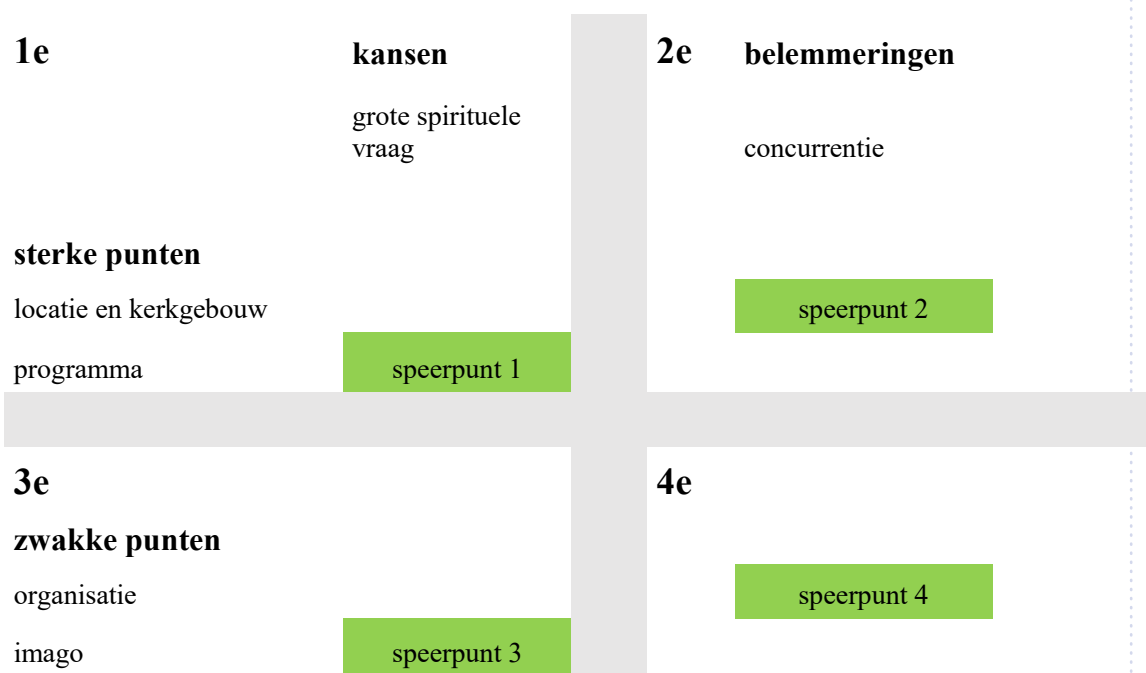 1e kansen 2e belemmeringen
grote spirituele
vraag concurrentie
sterke punten
locatie en kerkgebouw speerpunt 2
programma speerpunt 1
3e 4e
zwakke punten
organisatie speerpunt 4
imago speerpunt 3